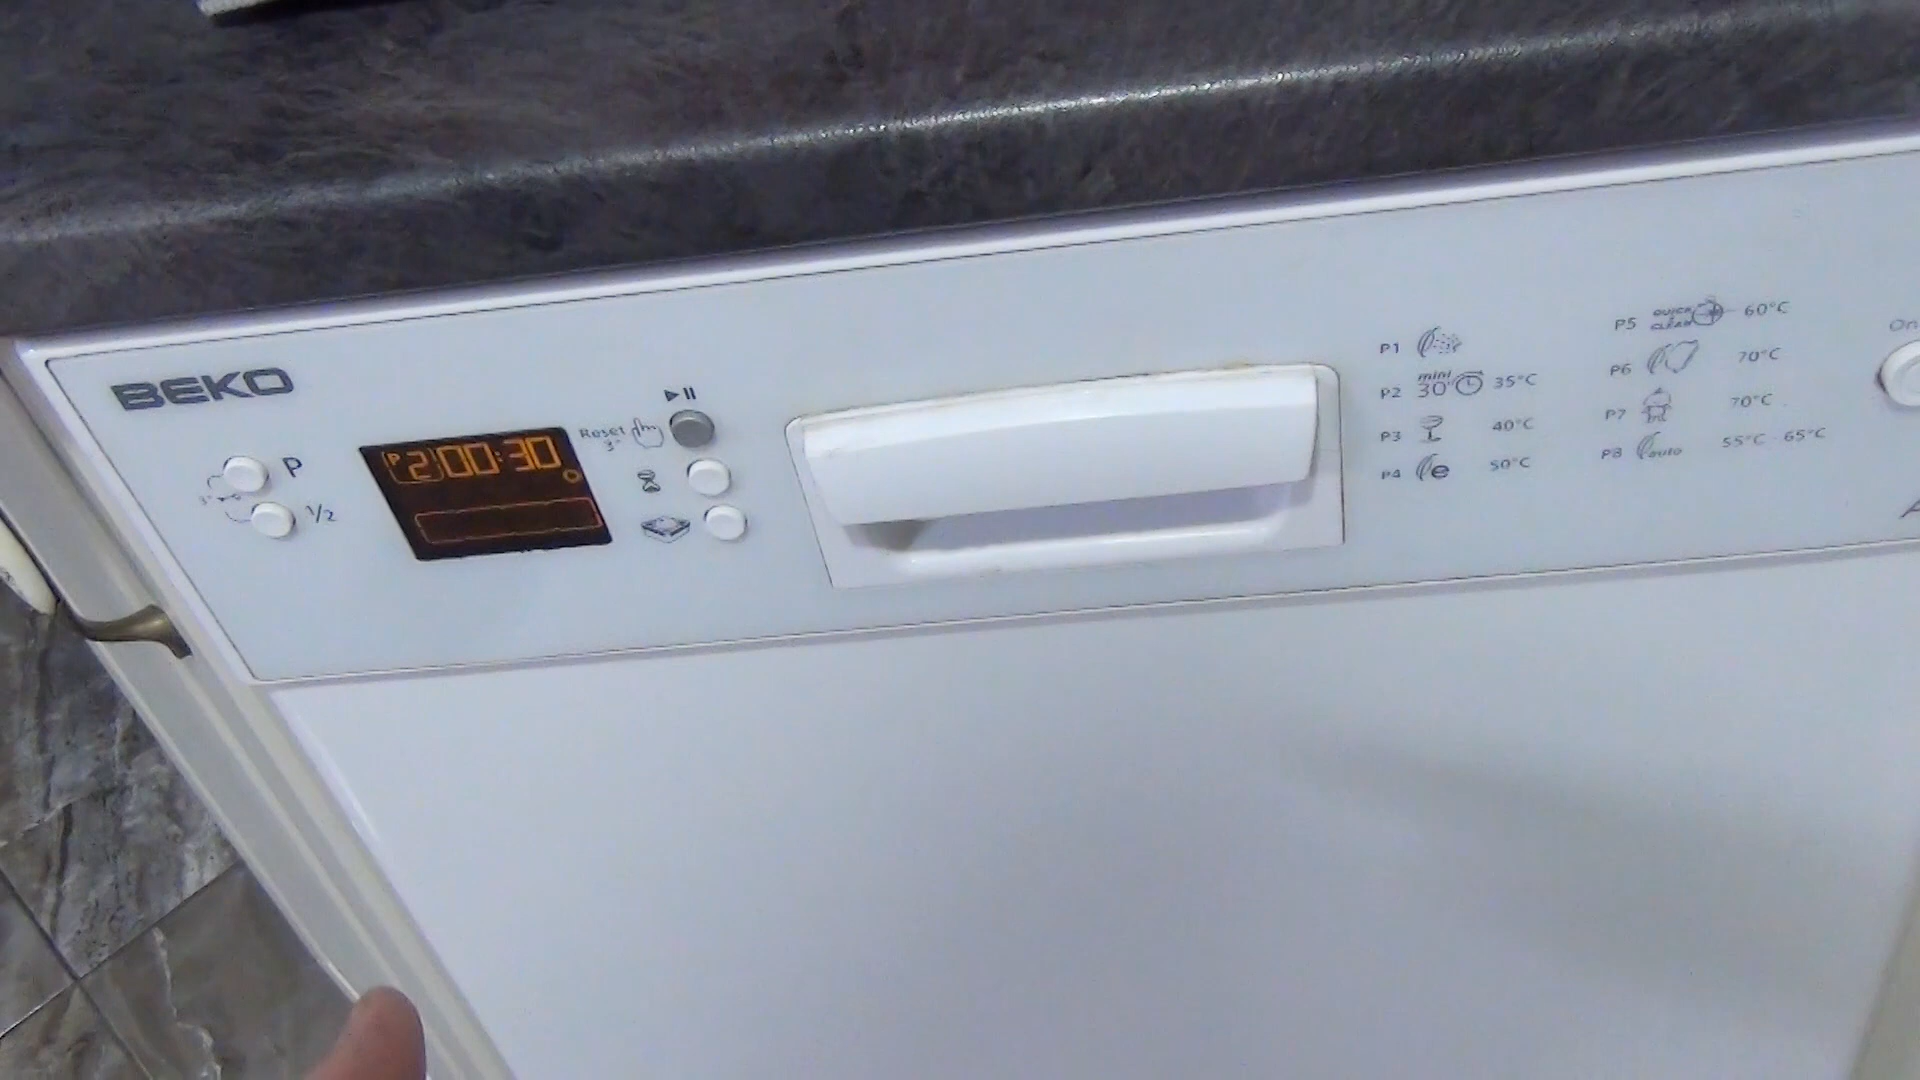 BEKO
P
3"
1/2
P 2 00:30
Reset
3"
P1
P2 mini 30' 35°C
P3 40°C
P4 e 50°C
P5 QUICK CLEAN 60°C
P6 70°C
P7 70°C
P8 auto 55°C - 65°C
On
A